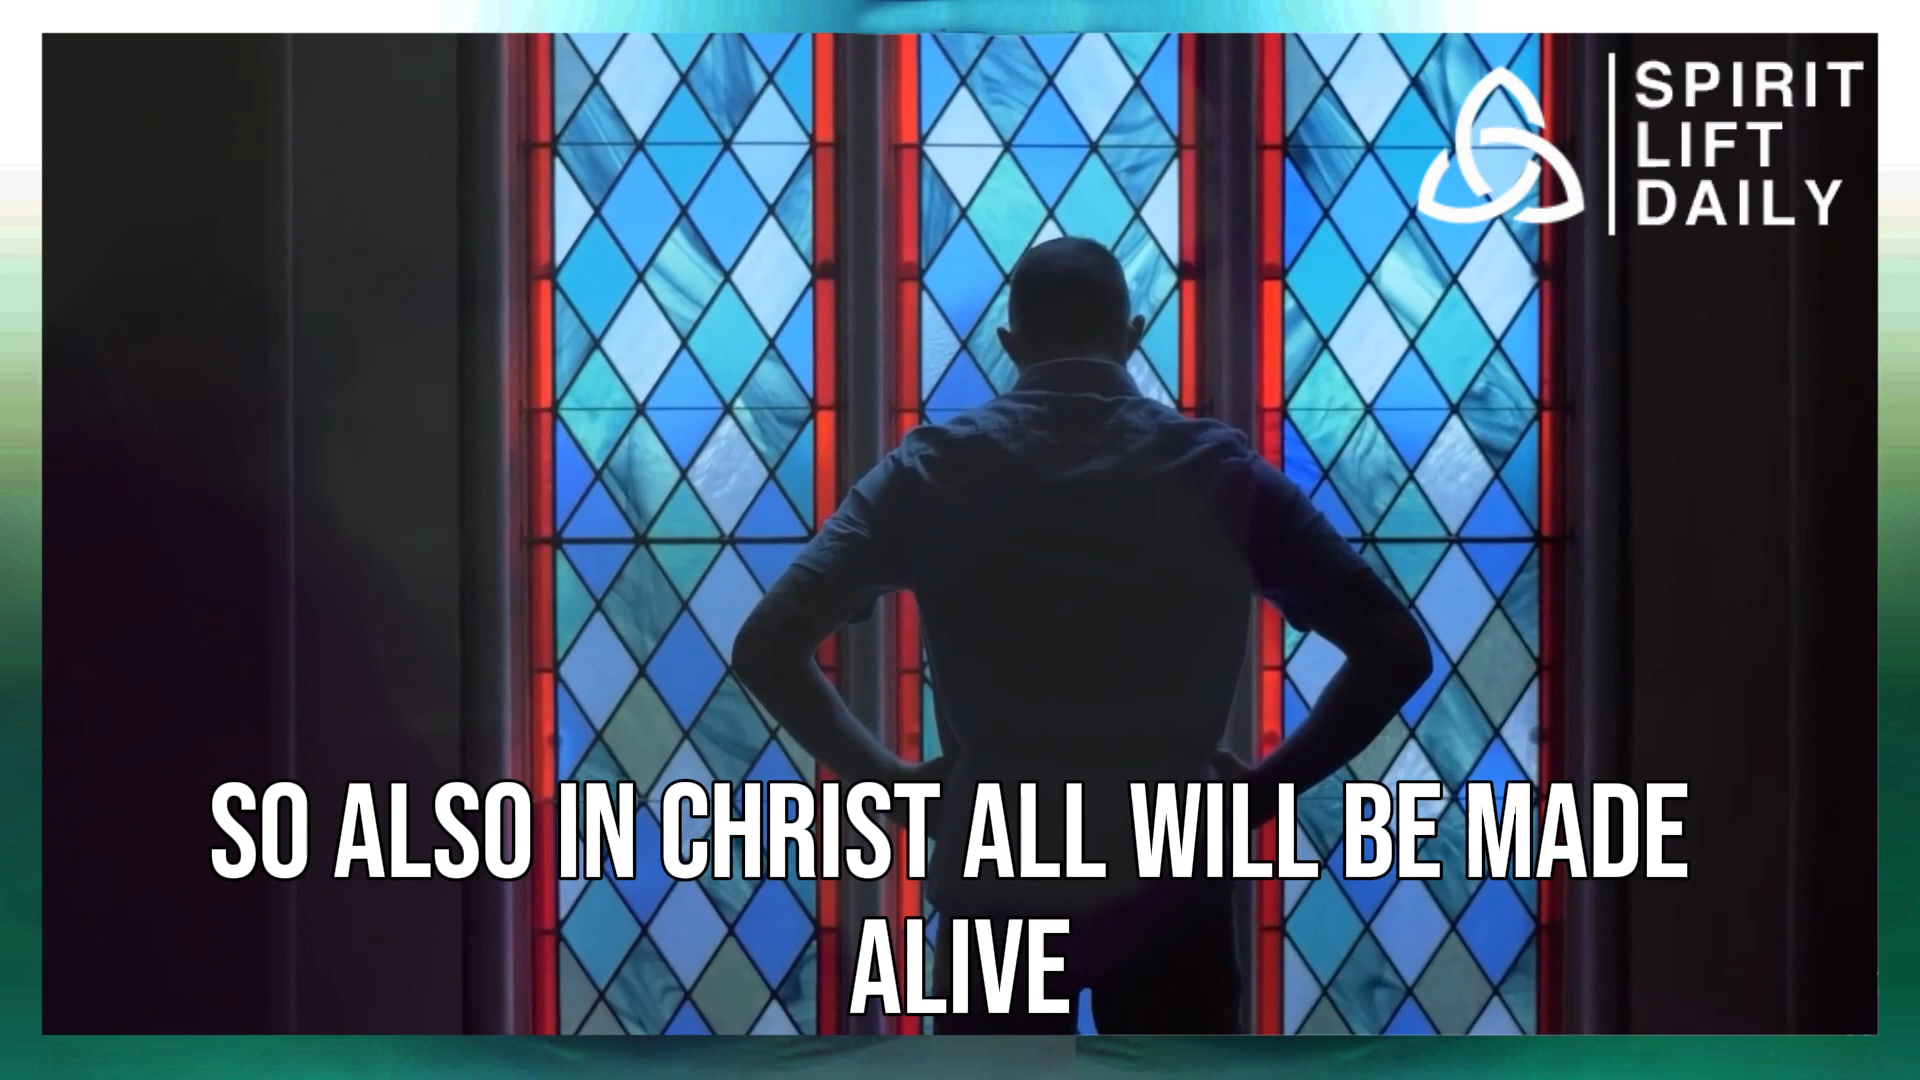 SPIRIT
LIFT
DAILY
SO ALSO IN CHRIST ALL WILL BE MADE
ALIVE